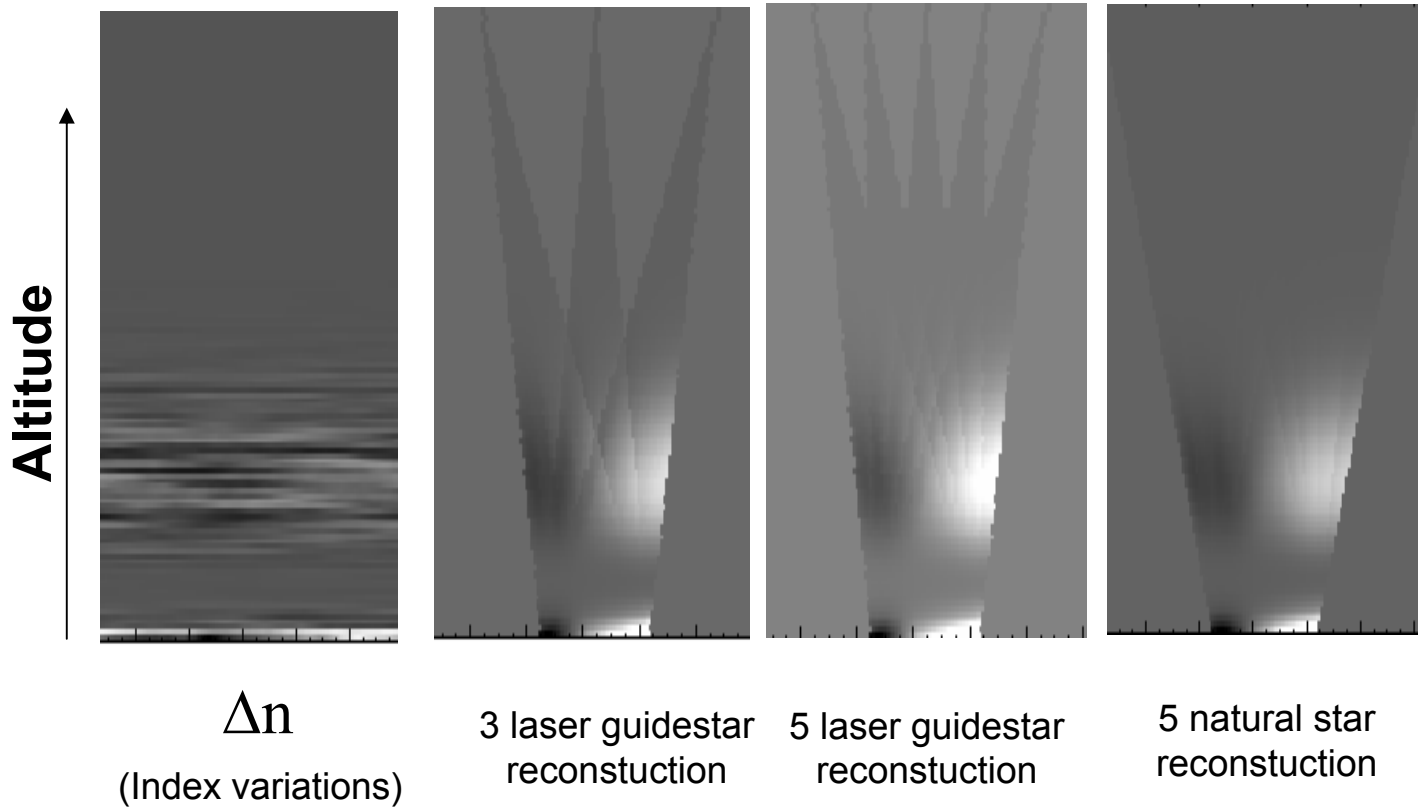 Altitude
Δn
(Index variations)
3 laser guidestar
reconstuction
5 laser guidestar
reconstuction
5 natural star
reconstuction